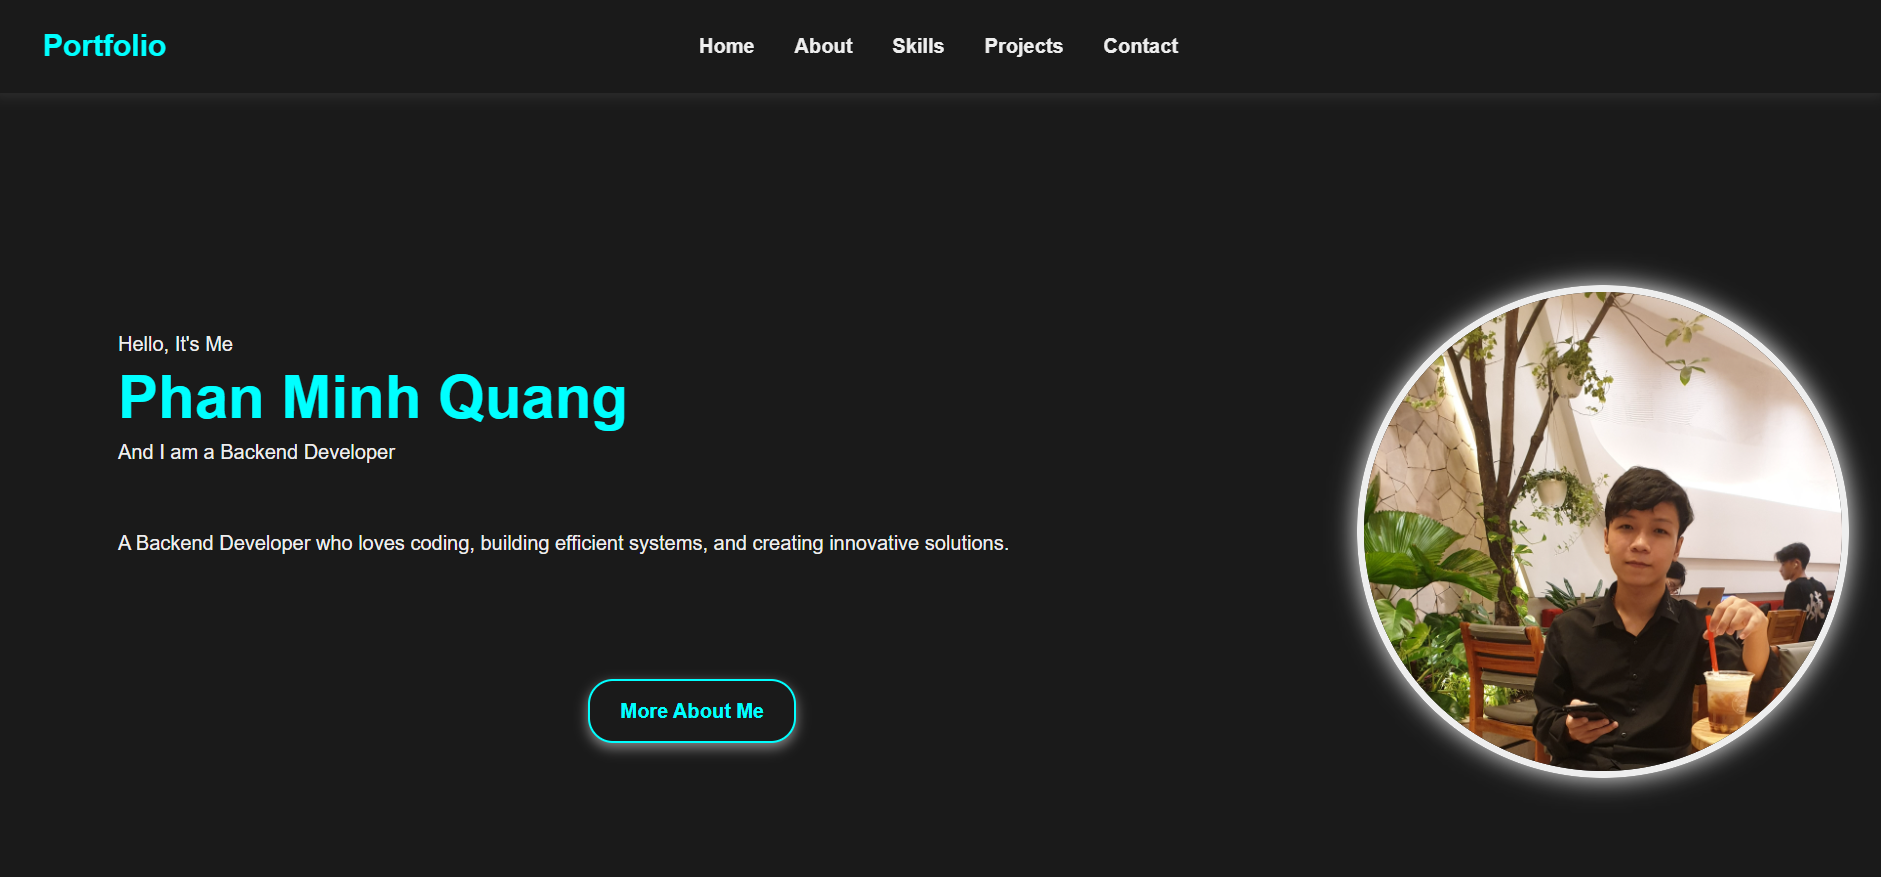 Portfolio
Home About Skills Projects Contact
Hello, It's Me
Phan Minh Quang
And I am a Backend Developer
A Backend Developer who loves coding, building efficient systems, and creating innovative solutions.
More About Me